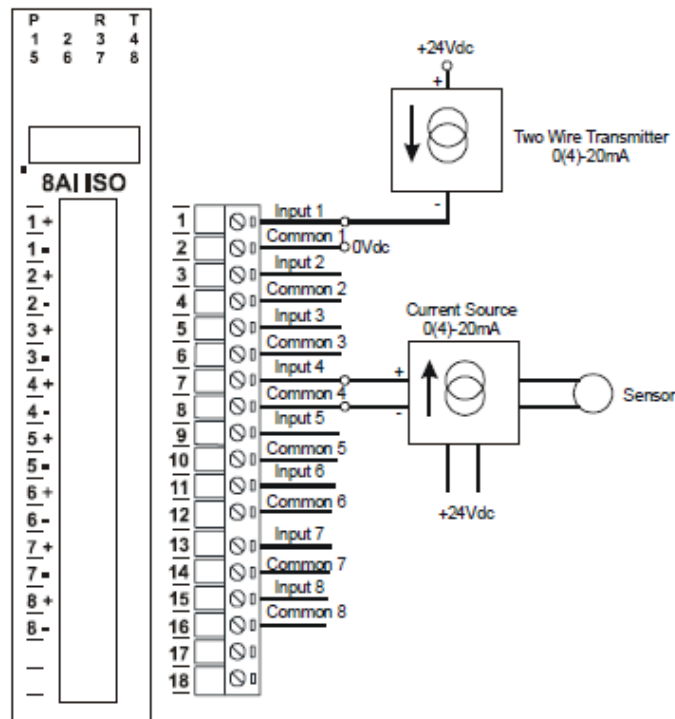 P R T
1 2 3 4
5 6 7 8
8AI ISO
1 +
1 -
2 +
2 -
3 +
3 -
4 +
4 -
5 +
5 -
6 +
6 -
7 +
7 -
8 +
8 -
1
2
3
4
5
6
7
8
9
10
11
12
13
14
15
16
17
18
Input 1
Common 1
0Vdc
Input 2
Common 2
Input 3
Common 3
Input 4
Common 4
Input 5
Common 5
Input 6
Common 6
Input 7
Common 7
Input 8
Common 8
+24Vdc
+
-
Two Wire Transmitter
0(4)-20mA
Current Source
0(4)-20mA
+
-
Sensor
+24Vdc